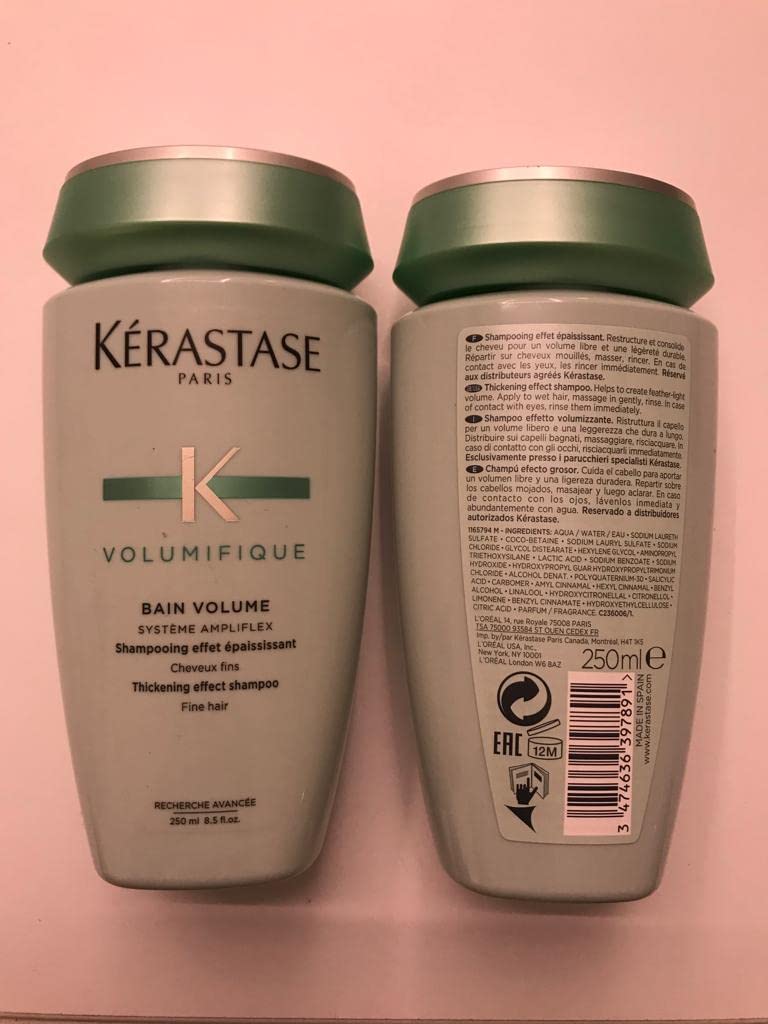 KÉRASTASE
PARIS
K
VOLUMIFIQUE
BAIN VOLUME
SYSTÈME AMPLIFLEX
Shampooing effet épaississant
Cheveux fins
Thickening effect shampoo
Fine hair
RECHERCHE AVANCÉE
250 ml 8.5 fl.oz.
F Shampooing effet épaississant. Restructure et consolide
le cheveu pour un volume libre et une légèreté durable.
Répartir sur cheveux mouillés, masser, rincer. En cas de
contact avec les yeux, les rincer immédiatement. Réservé
aux distributeurs agréés Kérastase.
Thickening effect shampoo. Helps to create feather-light
volume. Apply to wet hair, massage in gently, rinse. In case
of contact with eyes, rinse them immediately.
I Shampoo effetto volumizzante. Ristruttura il capello
per un volume libero e una leggerezza che dura a lungo.
Distribuire sui capelli bagnati, massaggiare, risciacquare. In
caso di contatto con gli occhi, risciacquarli immediatamente.
Esclusivamente presso i parucchieri specialisti Kérastase.
E Champú efecto grosor. Cuida el cabello para aportar
un volumen libre y una ligereza duradera. Repartir sobre
los cabellos mojados, masajear y luego aclarar. En caso
de contacto con los ojos, lávenlos inmediata y
abundantemente con agua. Reservado a distribuidores
autorizados Kérastase.
1165794 M - INGREDIENTS: AQUA / WATER / EAU • SODIUM LAURETH
SULFATE • COCO-BETAINE • SODIUM LAURYL SULFATE • SODIUM
CHLORIDE • GLYCOL DISTEARATE • HEXYLENE GLYCOL • AMINOPROPYL
TRIETHOXYSILANE • LACTIC ACID • SODIUM BENZOATE • SODIUM
HYDROXIDE • HYDROXYPROPYL GUAR HYDROXYPROPYLTRIMONIUM
CHLORIDE • ALCOHOL DENAT. • POLYQUATERNIUM-30 • SALICYLIC
ACID • CARBOMER • AMYL CINNAMAL • HEXYL CINNAMAL • BENZYL
ALCOHOL • LINALOOL • HYDROXYCITRONELLAL • CITRONELLOL •
LIMONENE • BENZYL CINNAMATE • HYDROXYETHYLCELLULOSE •
CITRIC ACID • PARFUM / FRAGRANCE. C236006/1.
L'ORÉAL 14, rue Royale 75008 PARIS
TSA 75000 93584 ST OUEN CEDEX FR
Imp. by/par Kérastase Paris Canada, Montréal, H4T 1K5
L'ORÉAL USA, Inc.,
New York, NY 10001
L'ORÉAL London W6 8AZ
250ml e
EAC
12M
3 474636 397891 >
MADE IN SPAIN
www.kerastase.com